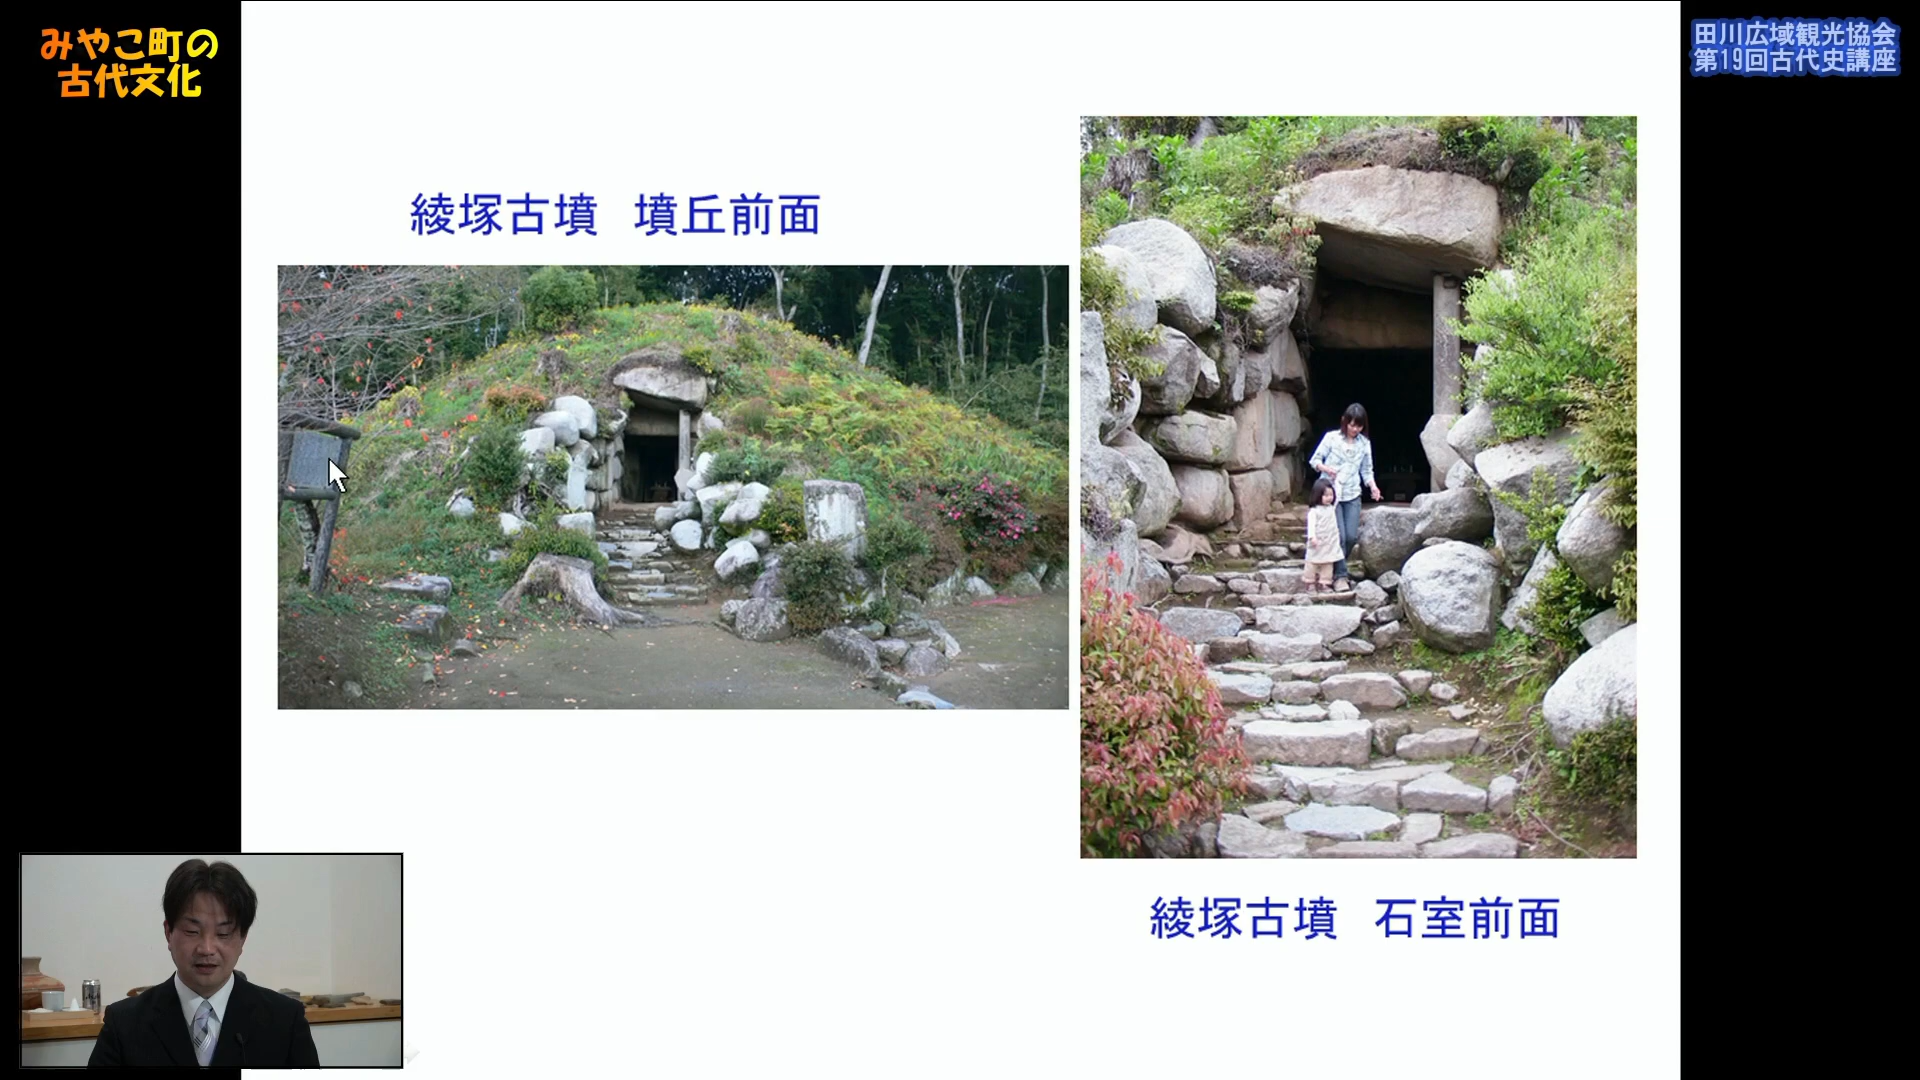 みやこ町の
古代文化
田川広域観光協会
第19回古代史講座
綾塚古墳　墳丘前面
綾塚古墳　石室前面